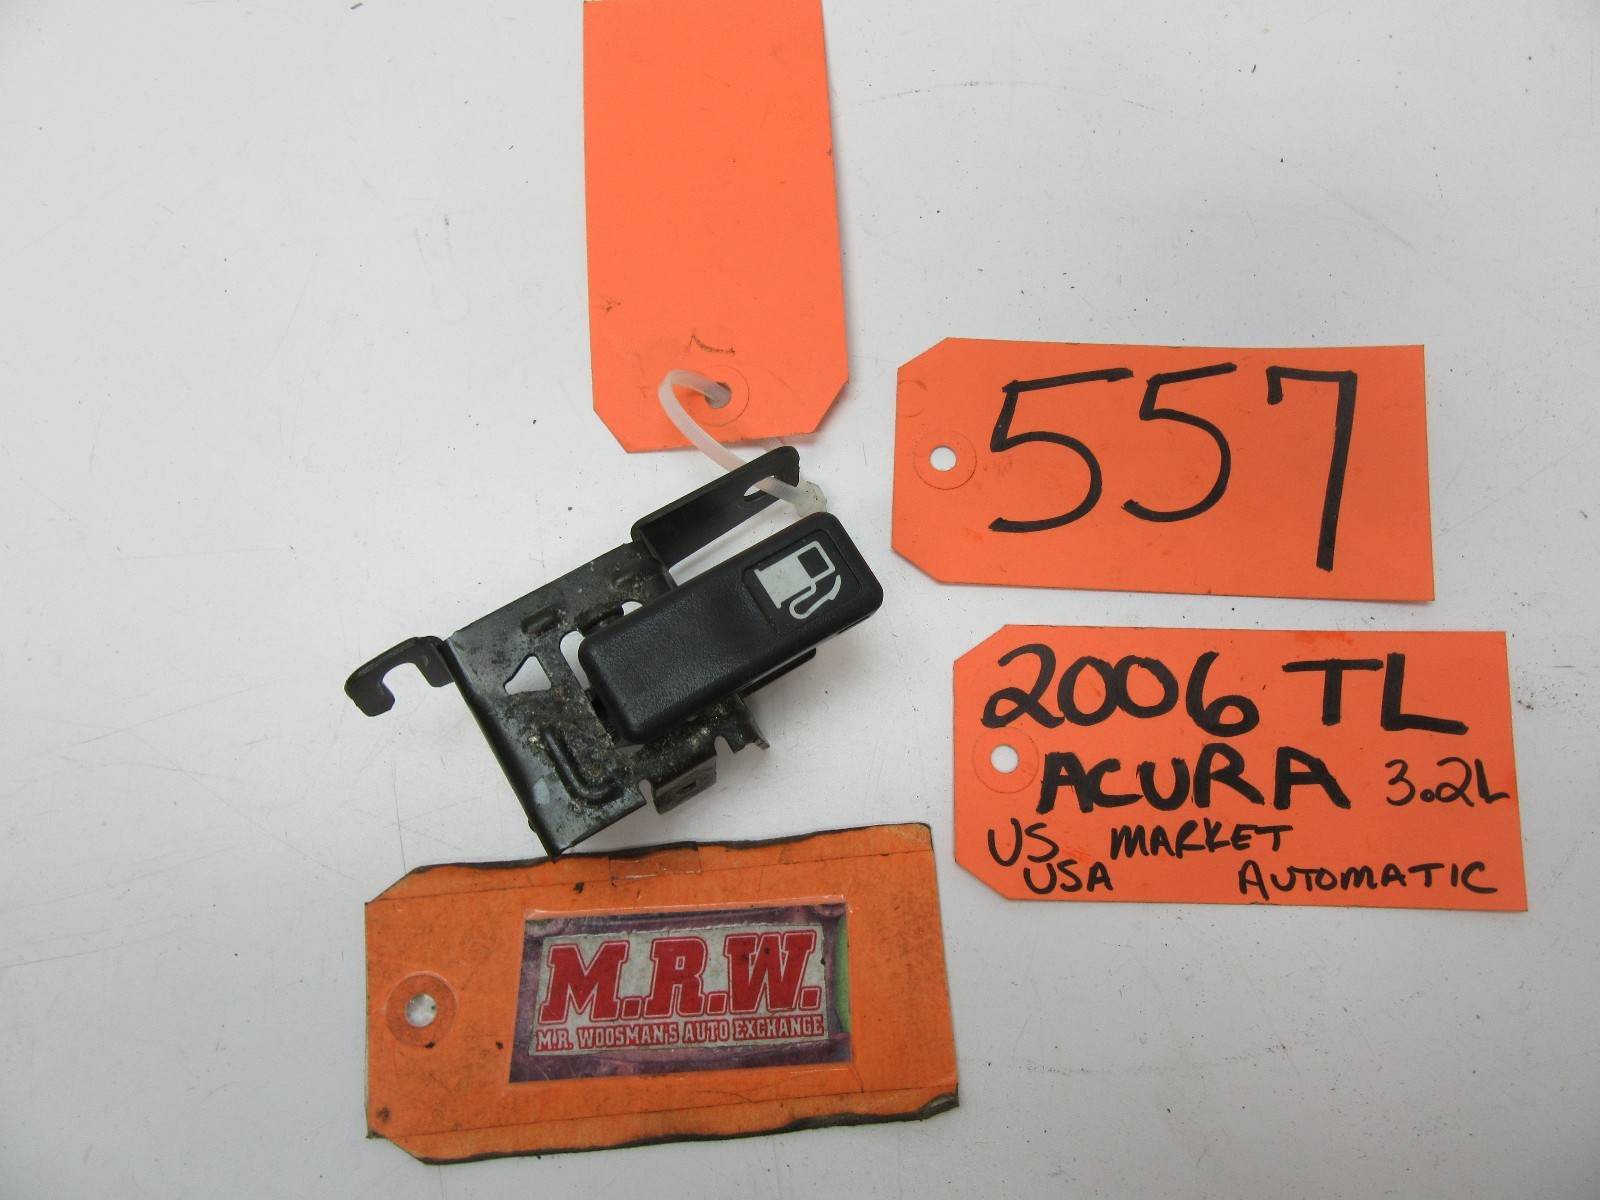 557
2006 TL
ACURA 3.2L
US MARKET
USA AUTOMATIC
M.R.W.
M.R. WOOSMAN'S AUTO EXCHANGE